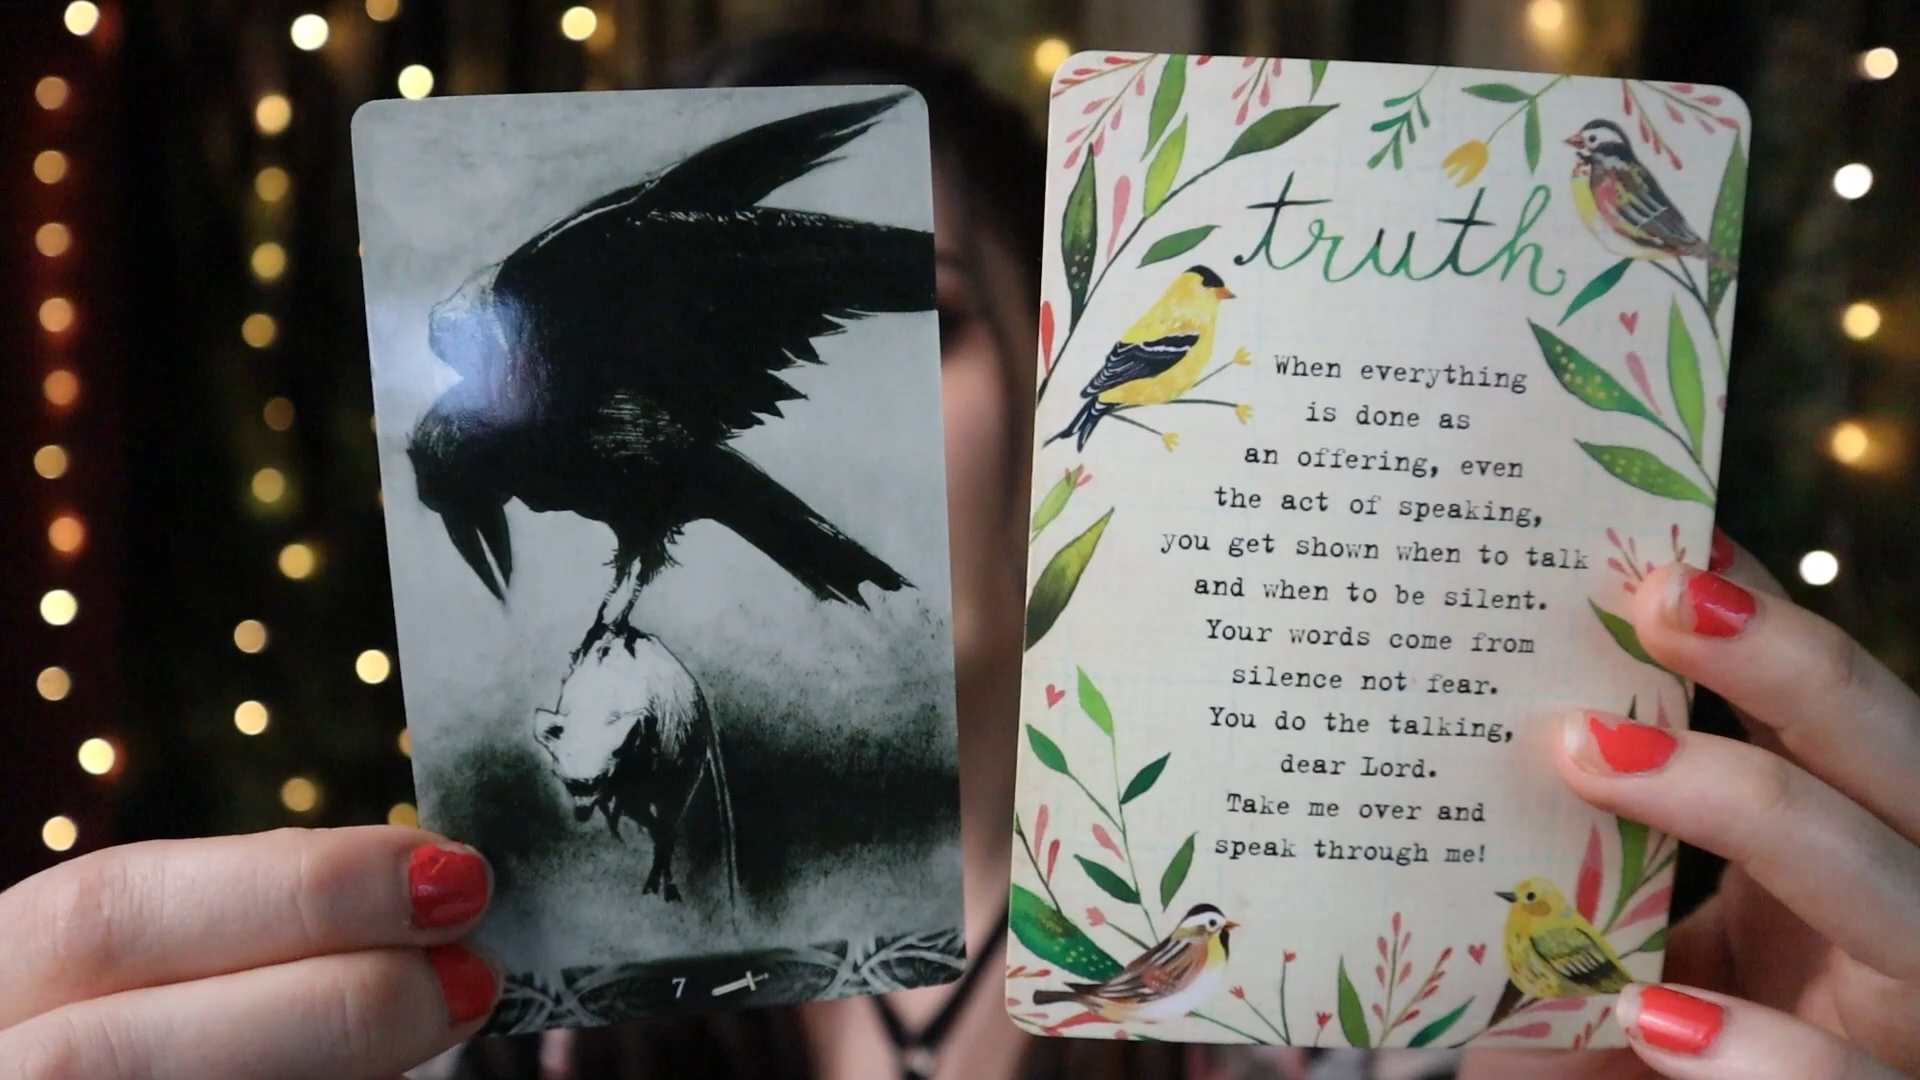 7
truth
When everything
is done as
an offering, even
the act of speaking,
you get shown when to talk
and when to be silent.
Your words come from
silence not fear.
You do the talking,
dear Lord.
Take me over and
speak through me!